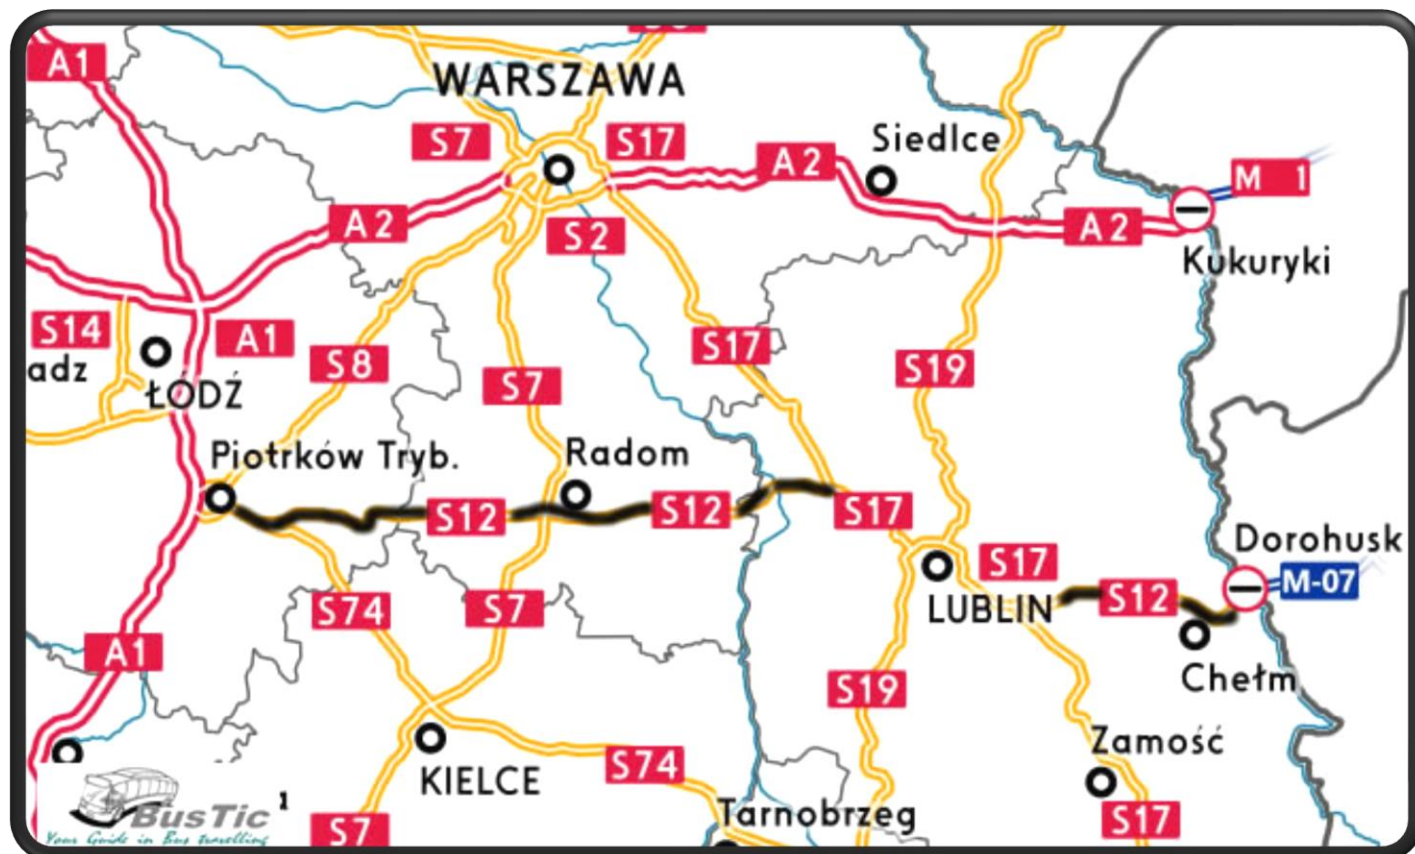 A1
WARSZAWA
S7
S17
A2
Siedlce
M 1
A2
S2
A2
Kukuryki
S14
A1
S8
S17
S19
adz
ŁÓDŹ
S7
Piotrków Tryb.
Radom
S12
S12
S17
Dorohusk
S17
M-07
S12
LUBLIN
S74
S7
A1
S19
Chełm
Zamość
KIELCE
S74
BusTic
Your Guide in Bus travelling
Tarnobrzeg
S7
S17